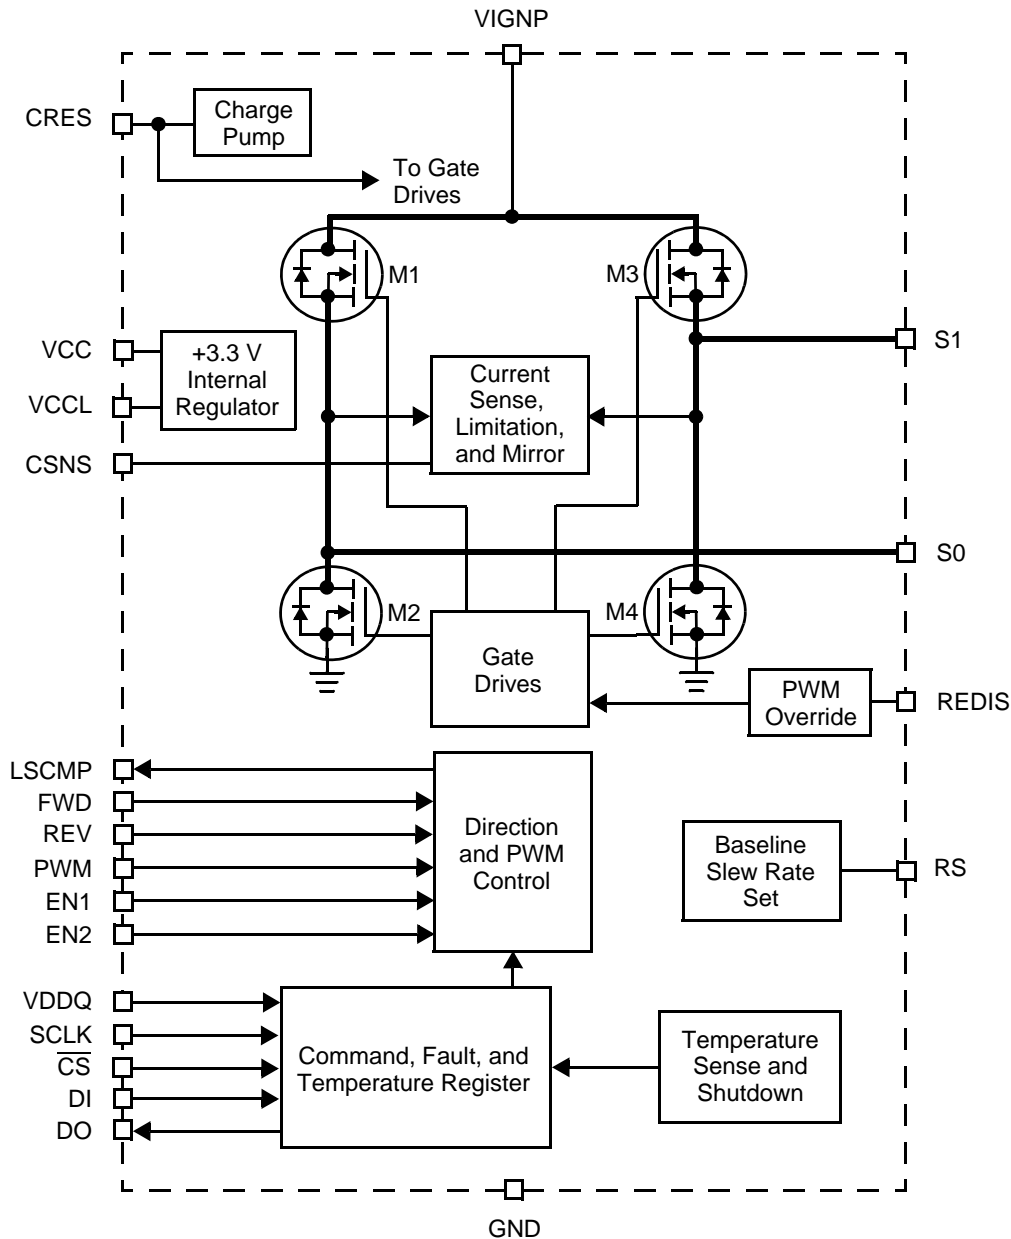 VIGNP
CRES
Charge
Pump
To Gate
Drives
M1
M3
VCC
VCCL
+3.3 V
Internal
Regulator
S1
Current
Sense,
Limitation,
and Mirror
CSNS
S0
M2
M4
Gate
Drives
PWM
Override
REDIS
LSCMP
FWD
REV
PWM
EN1
EN2
Direction
and PWM
Control
Baseline
Slew Rate
Set
RS
VDDQ
SCLK
CS
DI
DO
Command, Fault, and
Temperature Register
Temperature
Sense and
Shutdown
GND